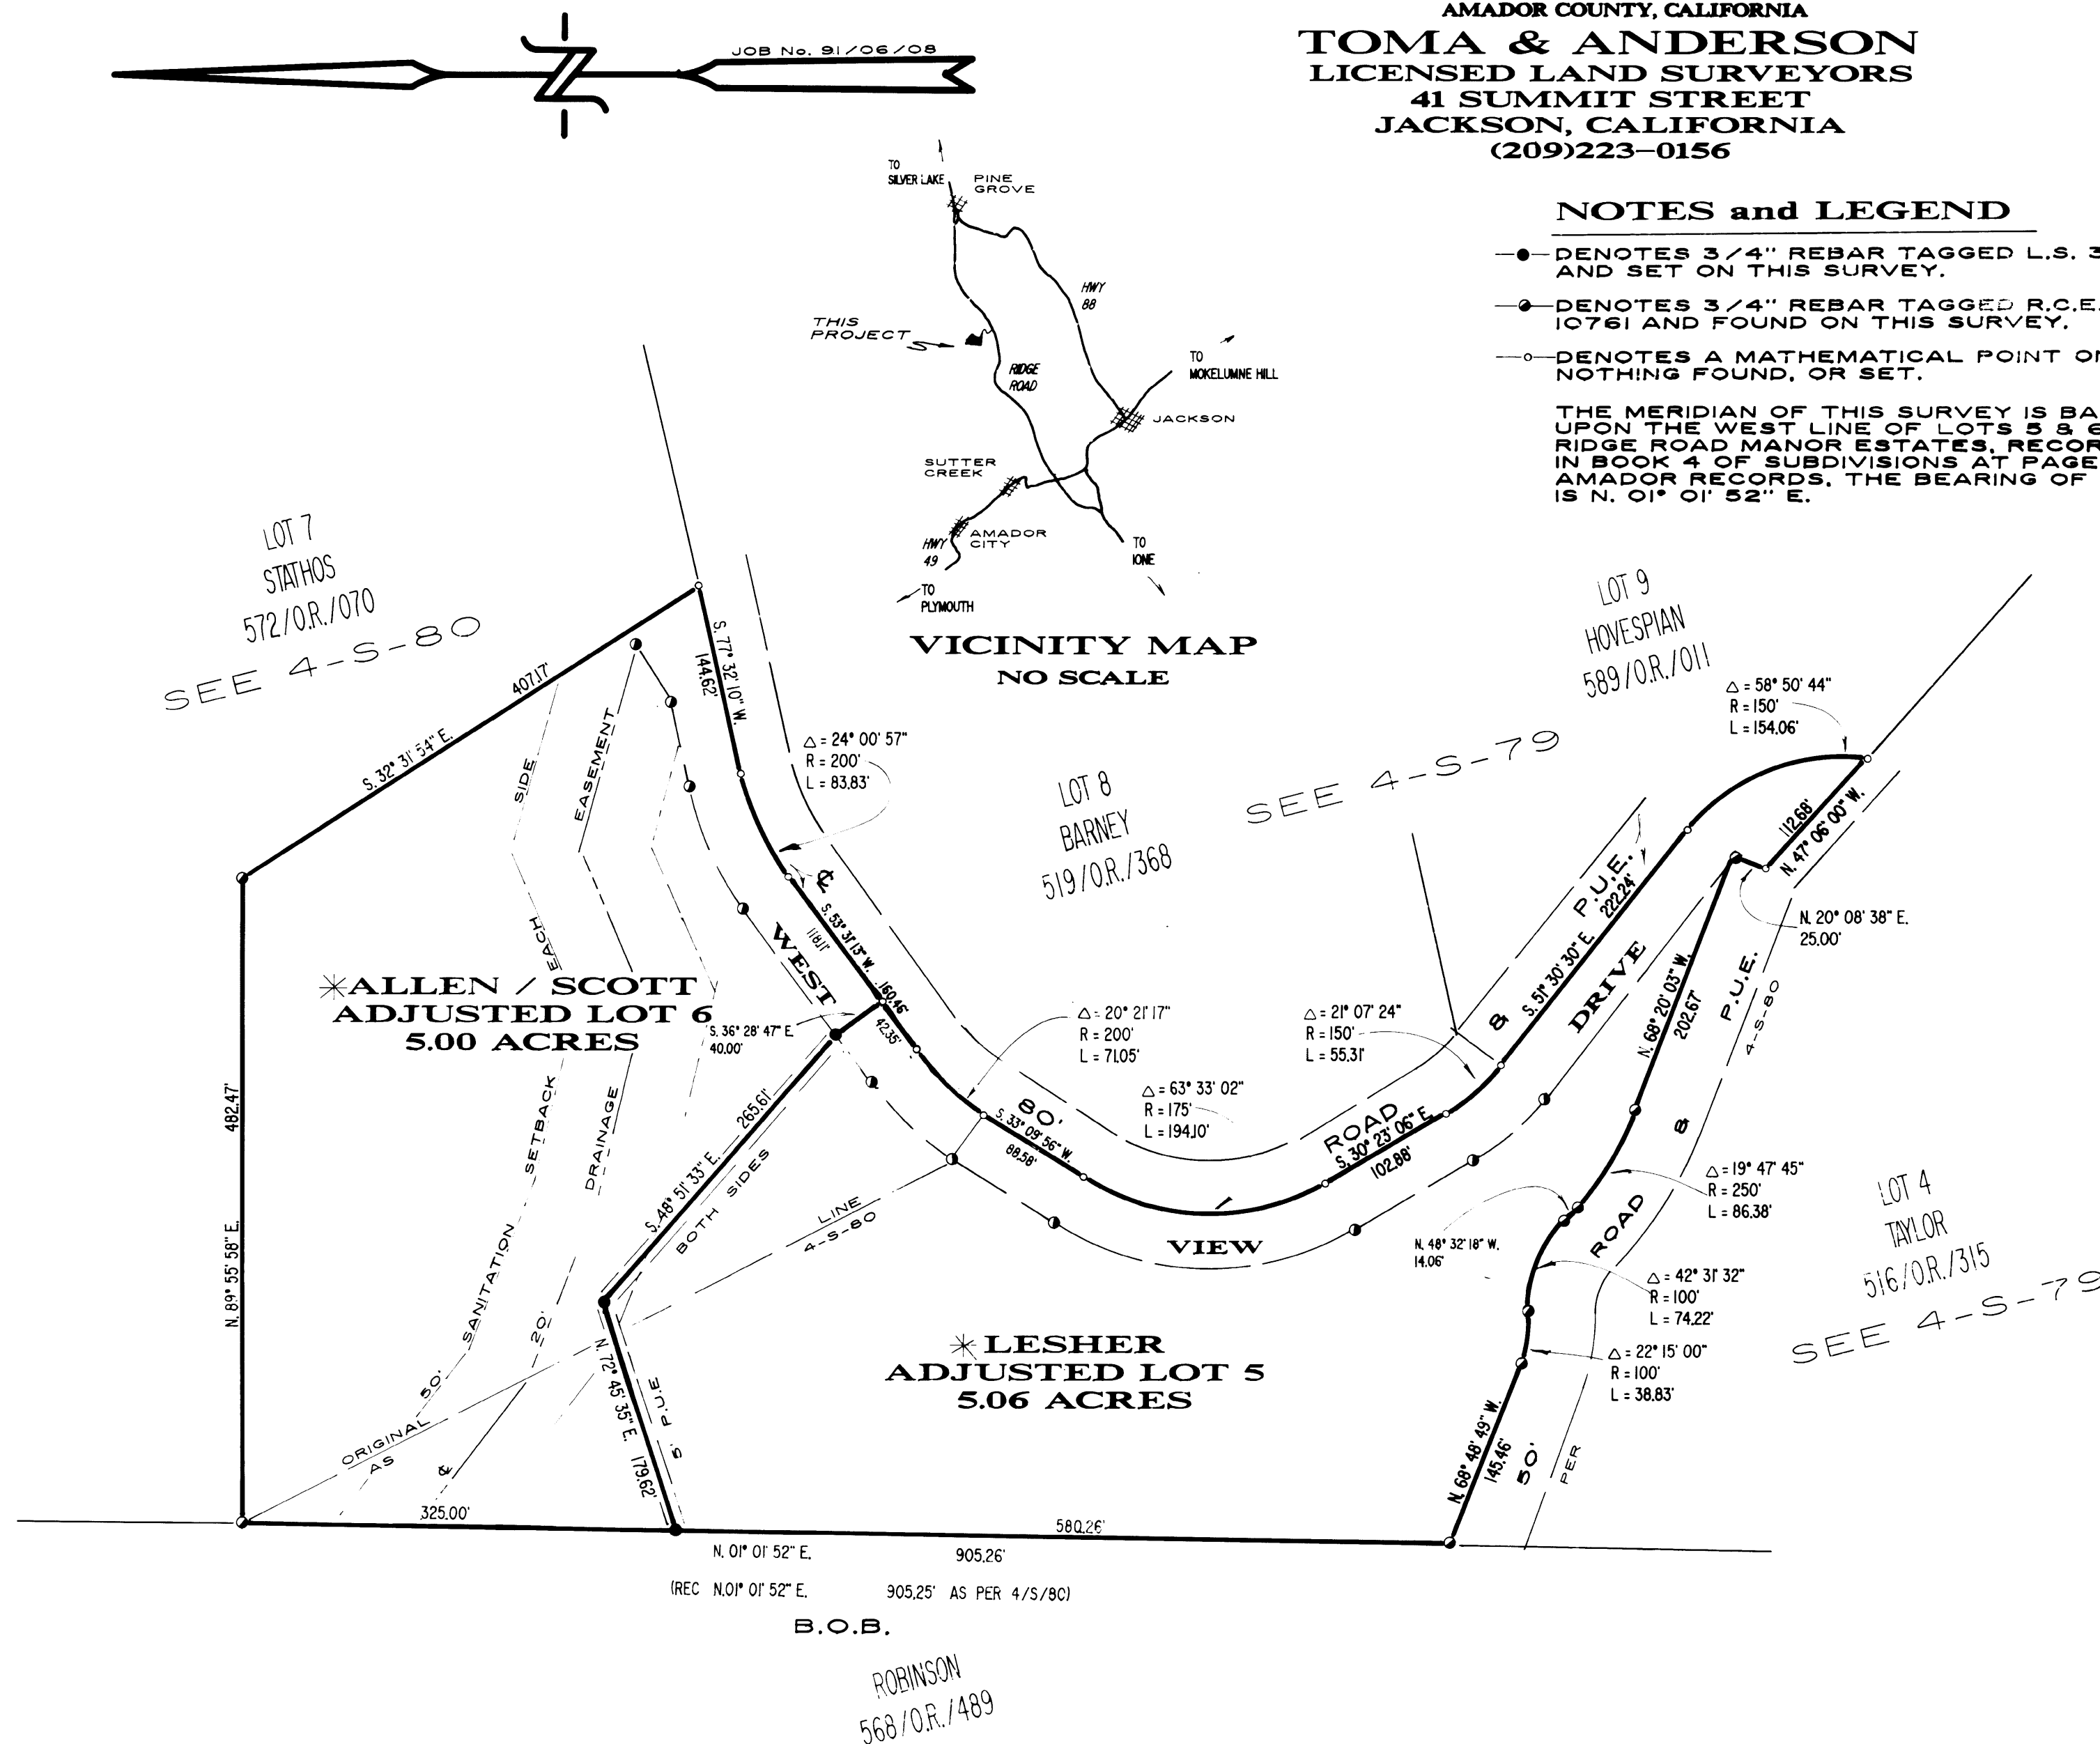 JOB No. 91/06/08
AMADOR COUNTY, CALIFORNIA
TOMA & ANDERSON
LICENSED LAND SURVEYORS
41 SUMMIT STREET
JACKSON, CALIFORNIA
(209)223-0156
NOTES and LEGEND
DENOTES 3/4" REBAR TAGGED L.S. 3
AND SET ON THIS SURVEY.
DENOTES 3/4" REBAR TAGGED R.C.E.
10761 AND FOUND ON THIS SURVEY.
DENOTES A MATHEMATICAL POINT ON
NOTHING FOUND, OR SET.
THE MERIDIAN OF THIS SURVEY IS BA
UPON THE WEST LINE OF LOTS 5 & 6
RIDGE ROAD MANOR ESTATES, RECOR
IN BOOK 4 OF SUBDIVISIONS AT PAGE
AMADOR RECORDS, THE BEARING OF
IS N. 01° 01' 52" E.
TO
SILVER LAKE
PINE
GROVE
HWY
88
THIS
PROJECT
RIDGE
ROAD
TO
MOKELUMNE HILL
JACKSON
SUTTER
CREEK
AMADOR
CITY
HWY
49
TO
IONE
TO
PLYMOUTH
VICINITY MAP
NO SCALE
LOT 7
STATHOS
572/O.R./070
SEE 4-S-80
LOT 9
HOVESPIAN
589/O.R./011
SEE 4-S-79
LOT 8
BARNEY
519/O.R./368
Δ = 58° 50' 44"
R = 150'
L = 154.06'
S. 32° 31' 54" E.
407.17'
S. 77° 32' 10" W.
144.62'
Δ = 24° 00' 57"
R = 200'
L = 83.83'
SIDE
EASEMENT
EACH
℄
S. 53° 31' 13" W.
118.11'
160.46'
42.35'
WEST
P.U.E.
222.24'
S. 51° 30' 30" E.
&
DRIVE
112.68'
N. 47° 06' 00" W.
N. 20° 08' 38" E.
25.00'
N. 68° 20' 03" W.
202.67'
P.U.E.
4-S-80
&
ROAD
✳ALLEN / SCOTT
ADJUSTED LOT 6
5.00 ACRES
S. 36° 28' 47" E.
40.00'
Δ = 20° 21' 17"
R = 200'
L = 71.05'
Δ = 21° 07' 24"
R = 150'
L = 55.31'
Δ = 63° 33' 02"
R = 175'
L = 194.10'
80'
S. 33° 09' 56" W.
88.58'
ROAD
S. 30° 23' 06" E.
102.88'
VIEW
482.47'
N. 89° 55' 58" E.
SETBACK
DRAINAGE
SANITATION
20'
50'
℄
265.61'
S. 48° 51' 33" E.
BOTH SIDES
LINE
4-S-80
ORIGINAL
AS
N. 72° 45' 35" E.
179.62'
5' P.U.E
✳ LESHER
ADJUSTED LOT 5
5.06 ACRES
N. 48° 32' 18" W.
14.06'
Δ = 19° 47' 45"
R = 250'
L = 86.38'
Δ = 42° 31' 32"
R = 100'
L = 74.22'
Δ = 22° 15' 00"
R = 100'
L = 38.83'
LOT 4
TAYLOR
516/O.R./315
SEE 4-S-79
N. 68° 48' 49" W.
145.46'
50'
PER
325.00'
580.26'
N. 01° 01' 52" E. 905.26'
(REC N.01° 01' 52" E. 905.25' AS PER 4/S/80)
B.O.B.
ROBINSON
568/O.R./489